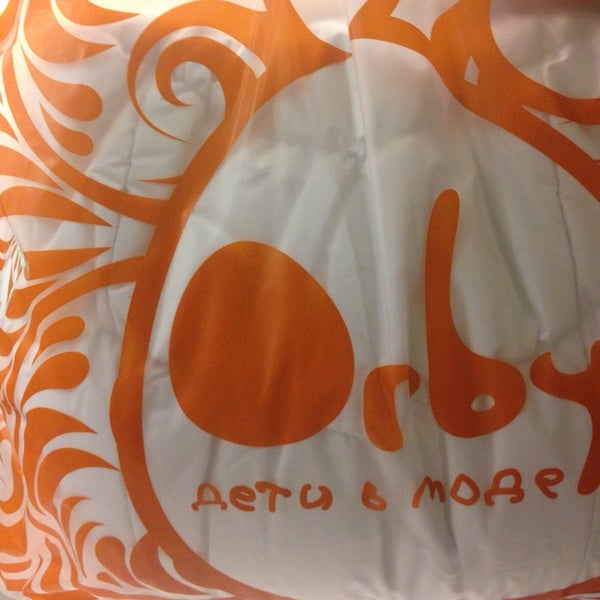 Orby
дети в моде